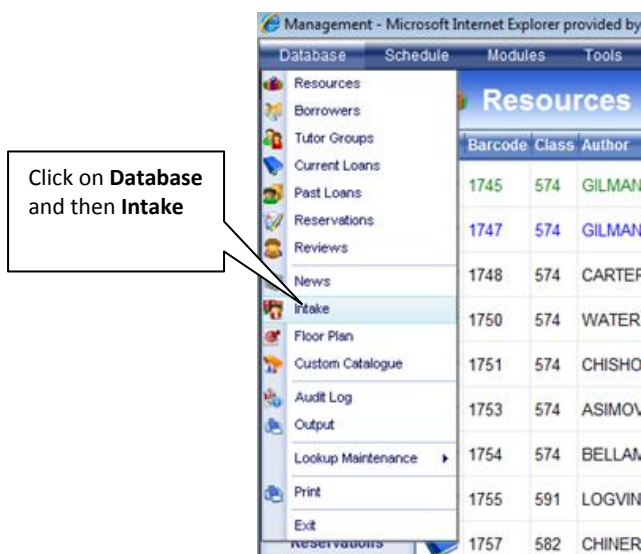 Management - Microsoft Internet Explorer provided by
Database Schedule Modules Tools
Resources
Borrowers
Tutor Groups
Current Loans
Past Loans
Reservations
Reviews
News
Intake
Floor Plan
Custom Catalogue
Audit Log
Output
Lookup Maintenance
Print
Exit
Reservations
Click on Database
and then Intake
Resources
Barcode Class Author
1745 574 GILMAN
1747 574 GILMAN
1748 574 CARTER
1750 574 WATER
1751 574 CHISHO
1753 574 ASIMOV
1754 574 BELLAM
1755 591 LOGVIN
1757 582 CHINER